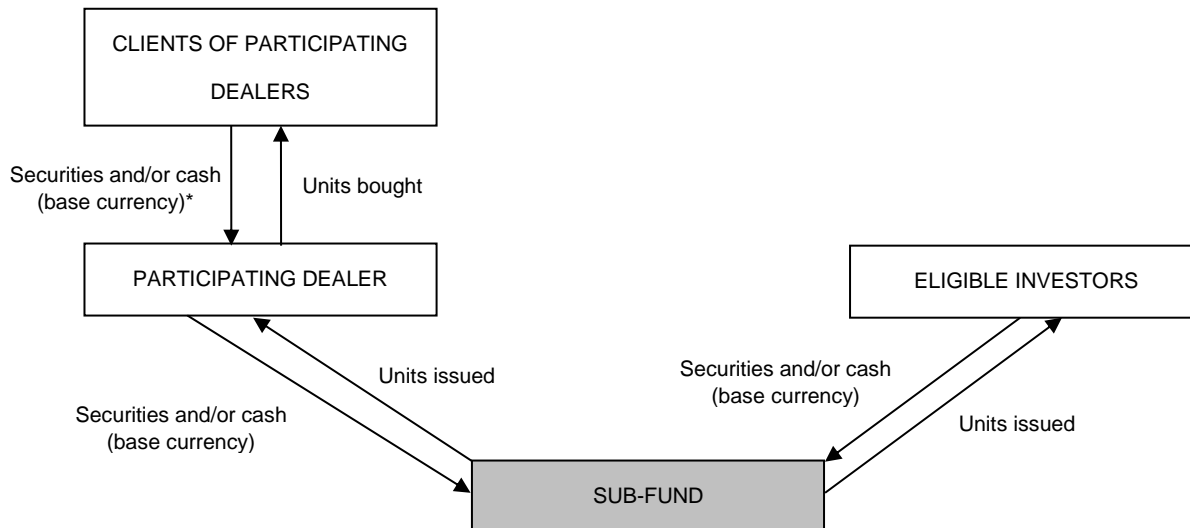 CLIENTS OF PARTICIPATING
DEALERS
Securities and/or cash
(base currency)*
Units bought
PARTICIPATING DEALER
ELIGIBLE INVESTORS
Units issued
Securities and/or cash
(base currency)
Securities and/or cash
(base currency)
Units issued
SUB-FUND